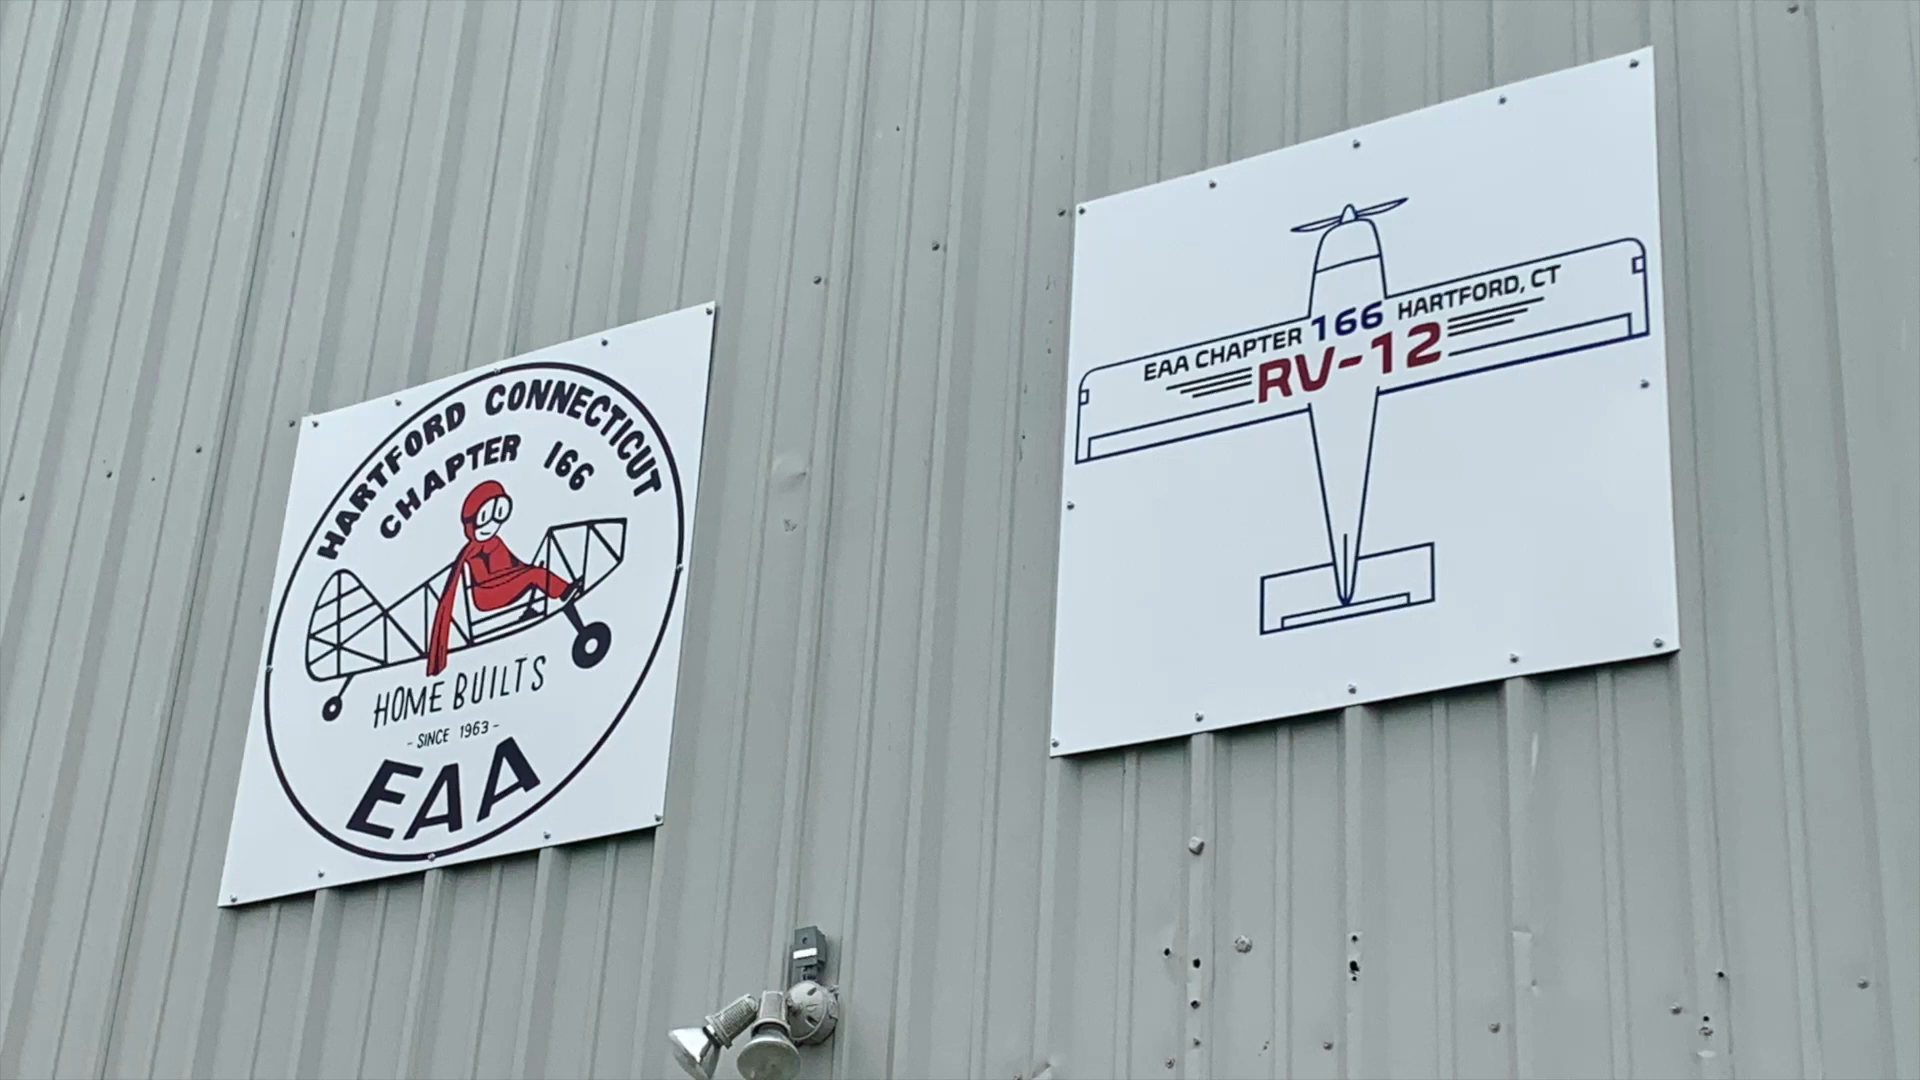 HARTFORD CONNECTICUT
CHAPTER 166
HOME BUILTS
- SINCE 1963 -
EAA
EAA CHAPTER 166 HARTFORD, CT
RV-12